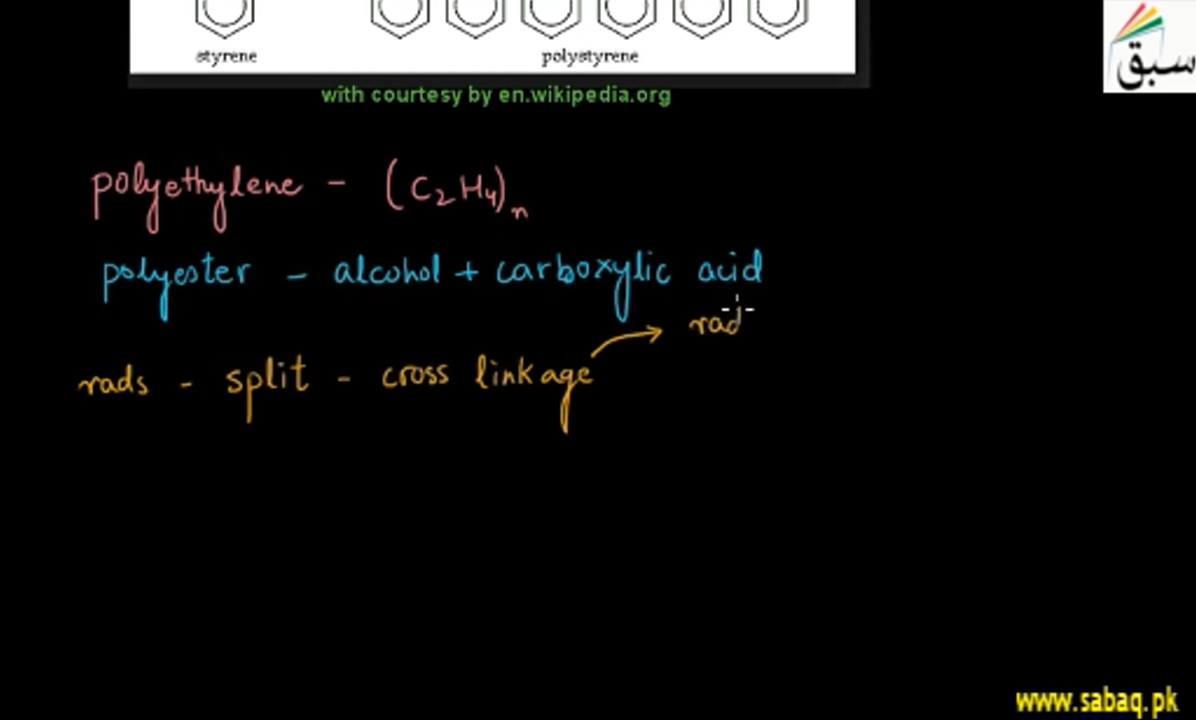 styrene polystyrene
سبق
with courtesy by en.wikipedia.org
polyethylene - (C2H4)n
polyester - alcohol + carboxylic acid
rad
rads - split - cross linkage
www.sabaq.pk